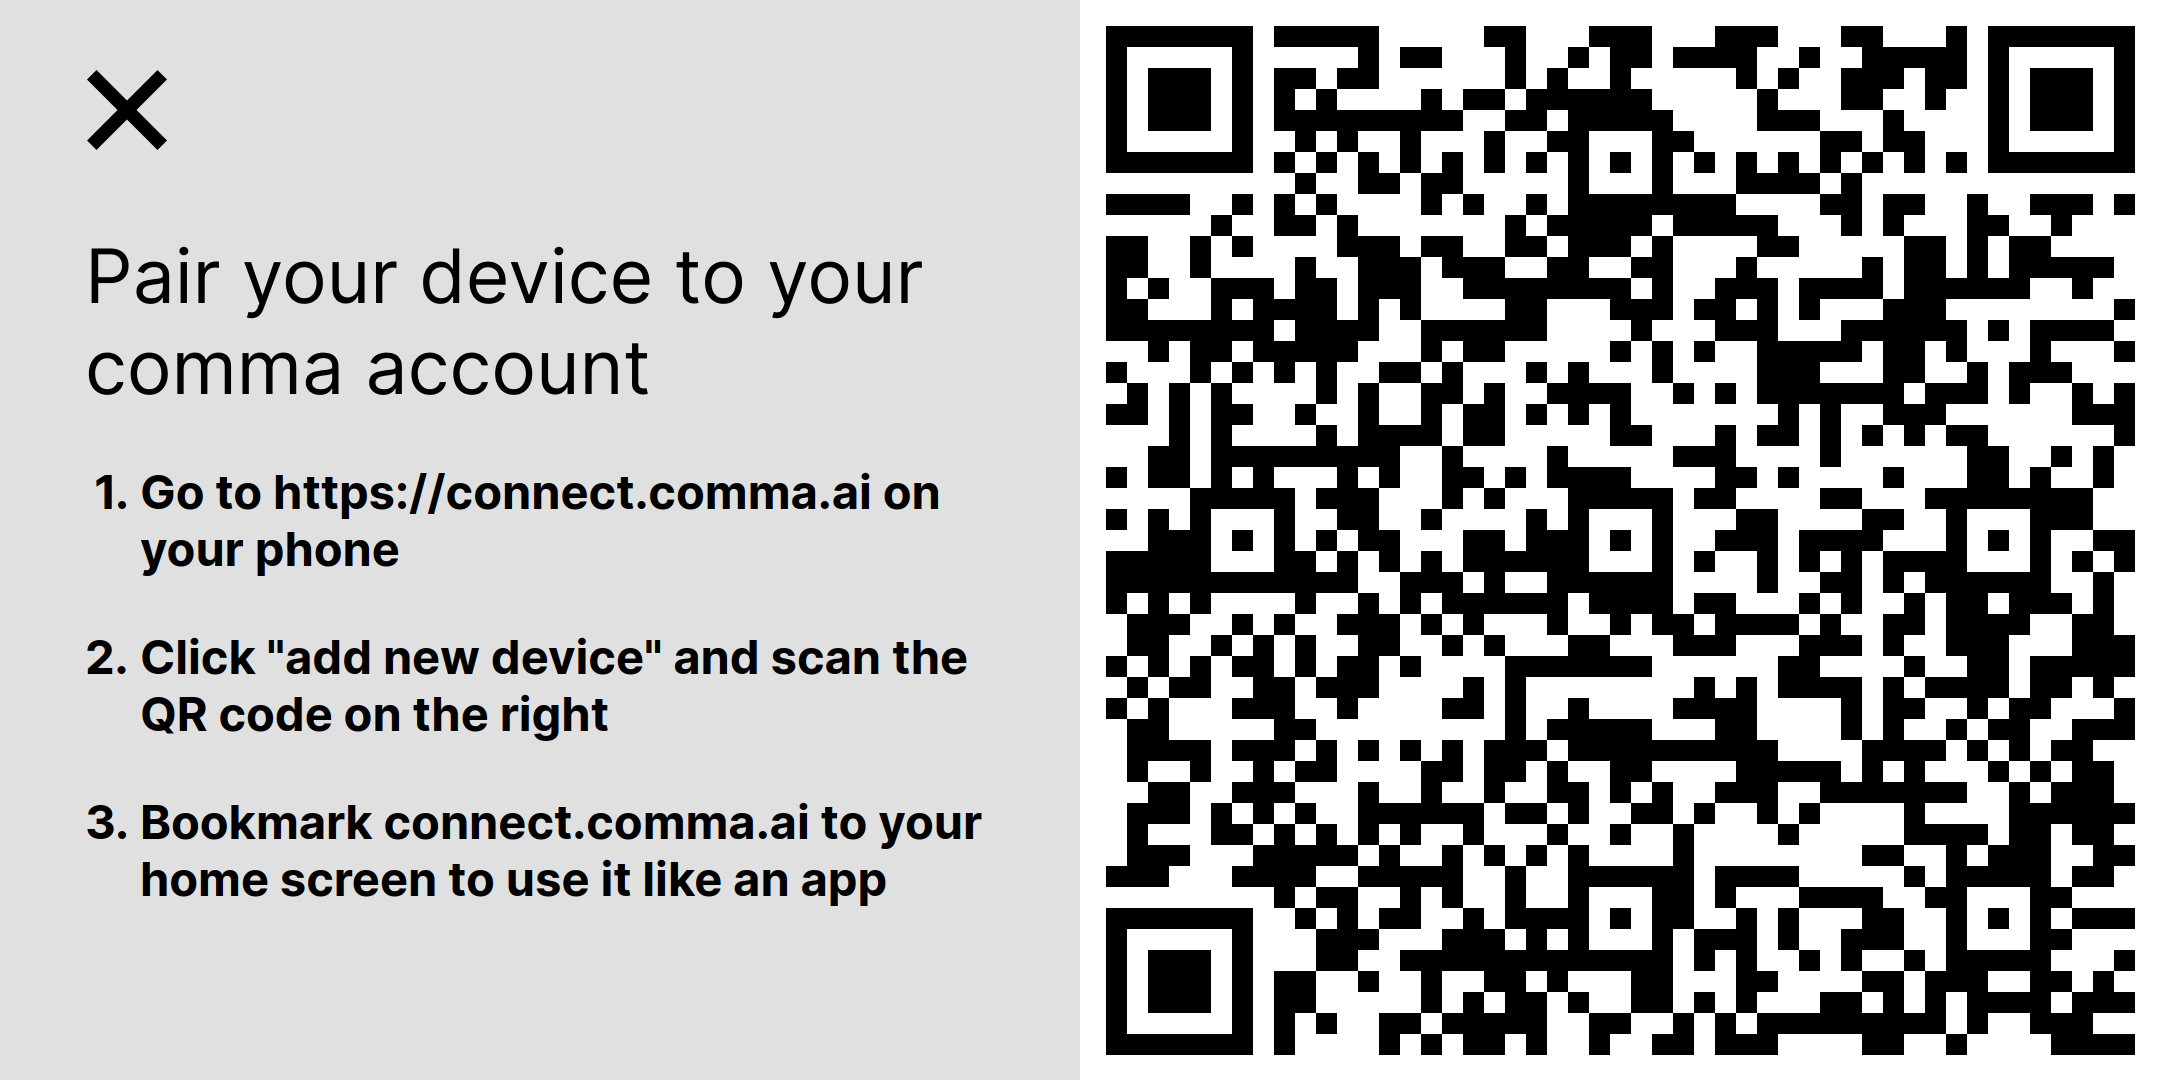 Pair your device to your
comma account
1. Go to https://connect.comma.ai on
your phone
2. Click "add new device" and scan the
QR code on the right
3. Bookmark connect.comma.ai to your
home screen to use it like an app